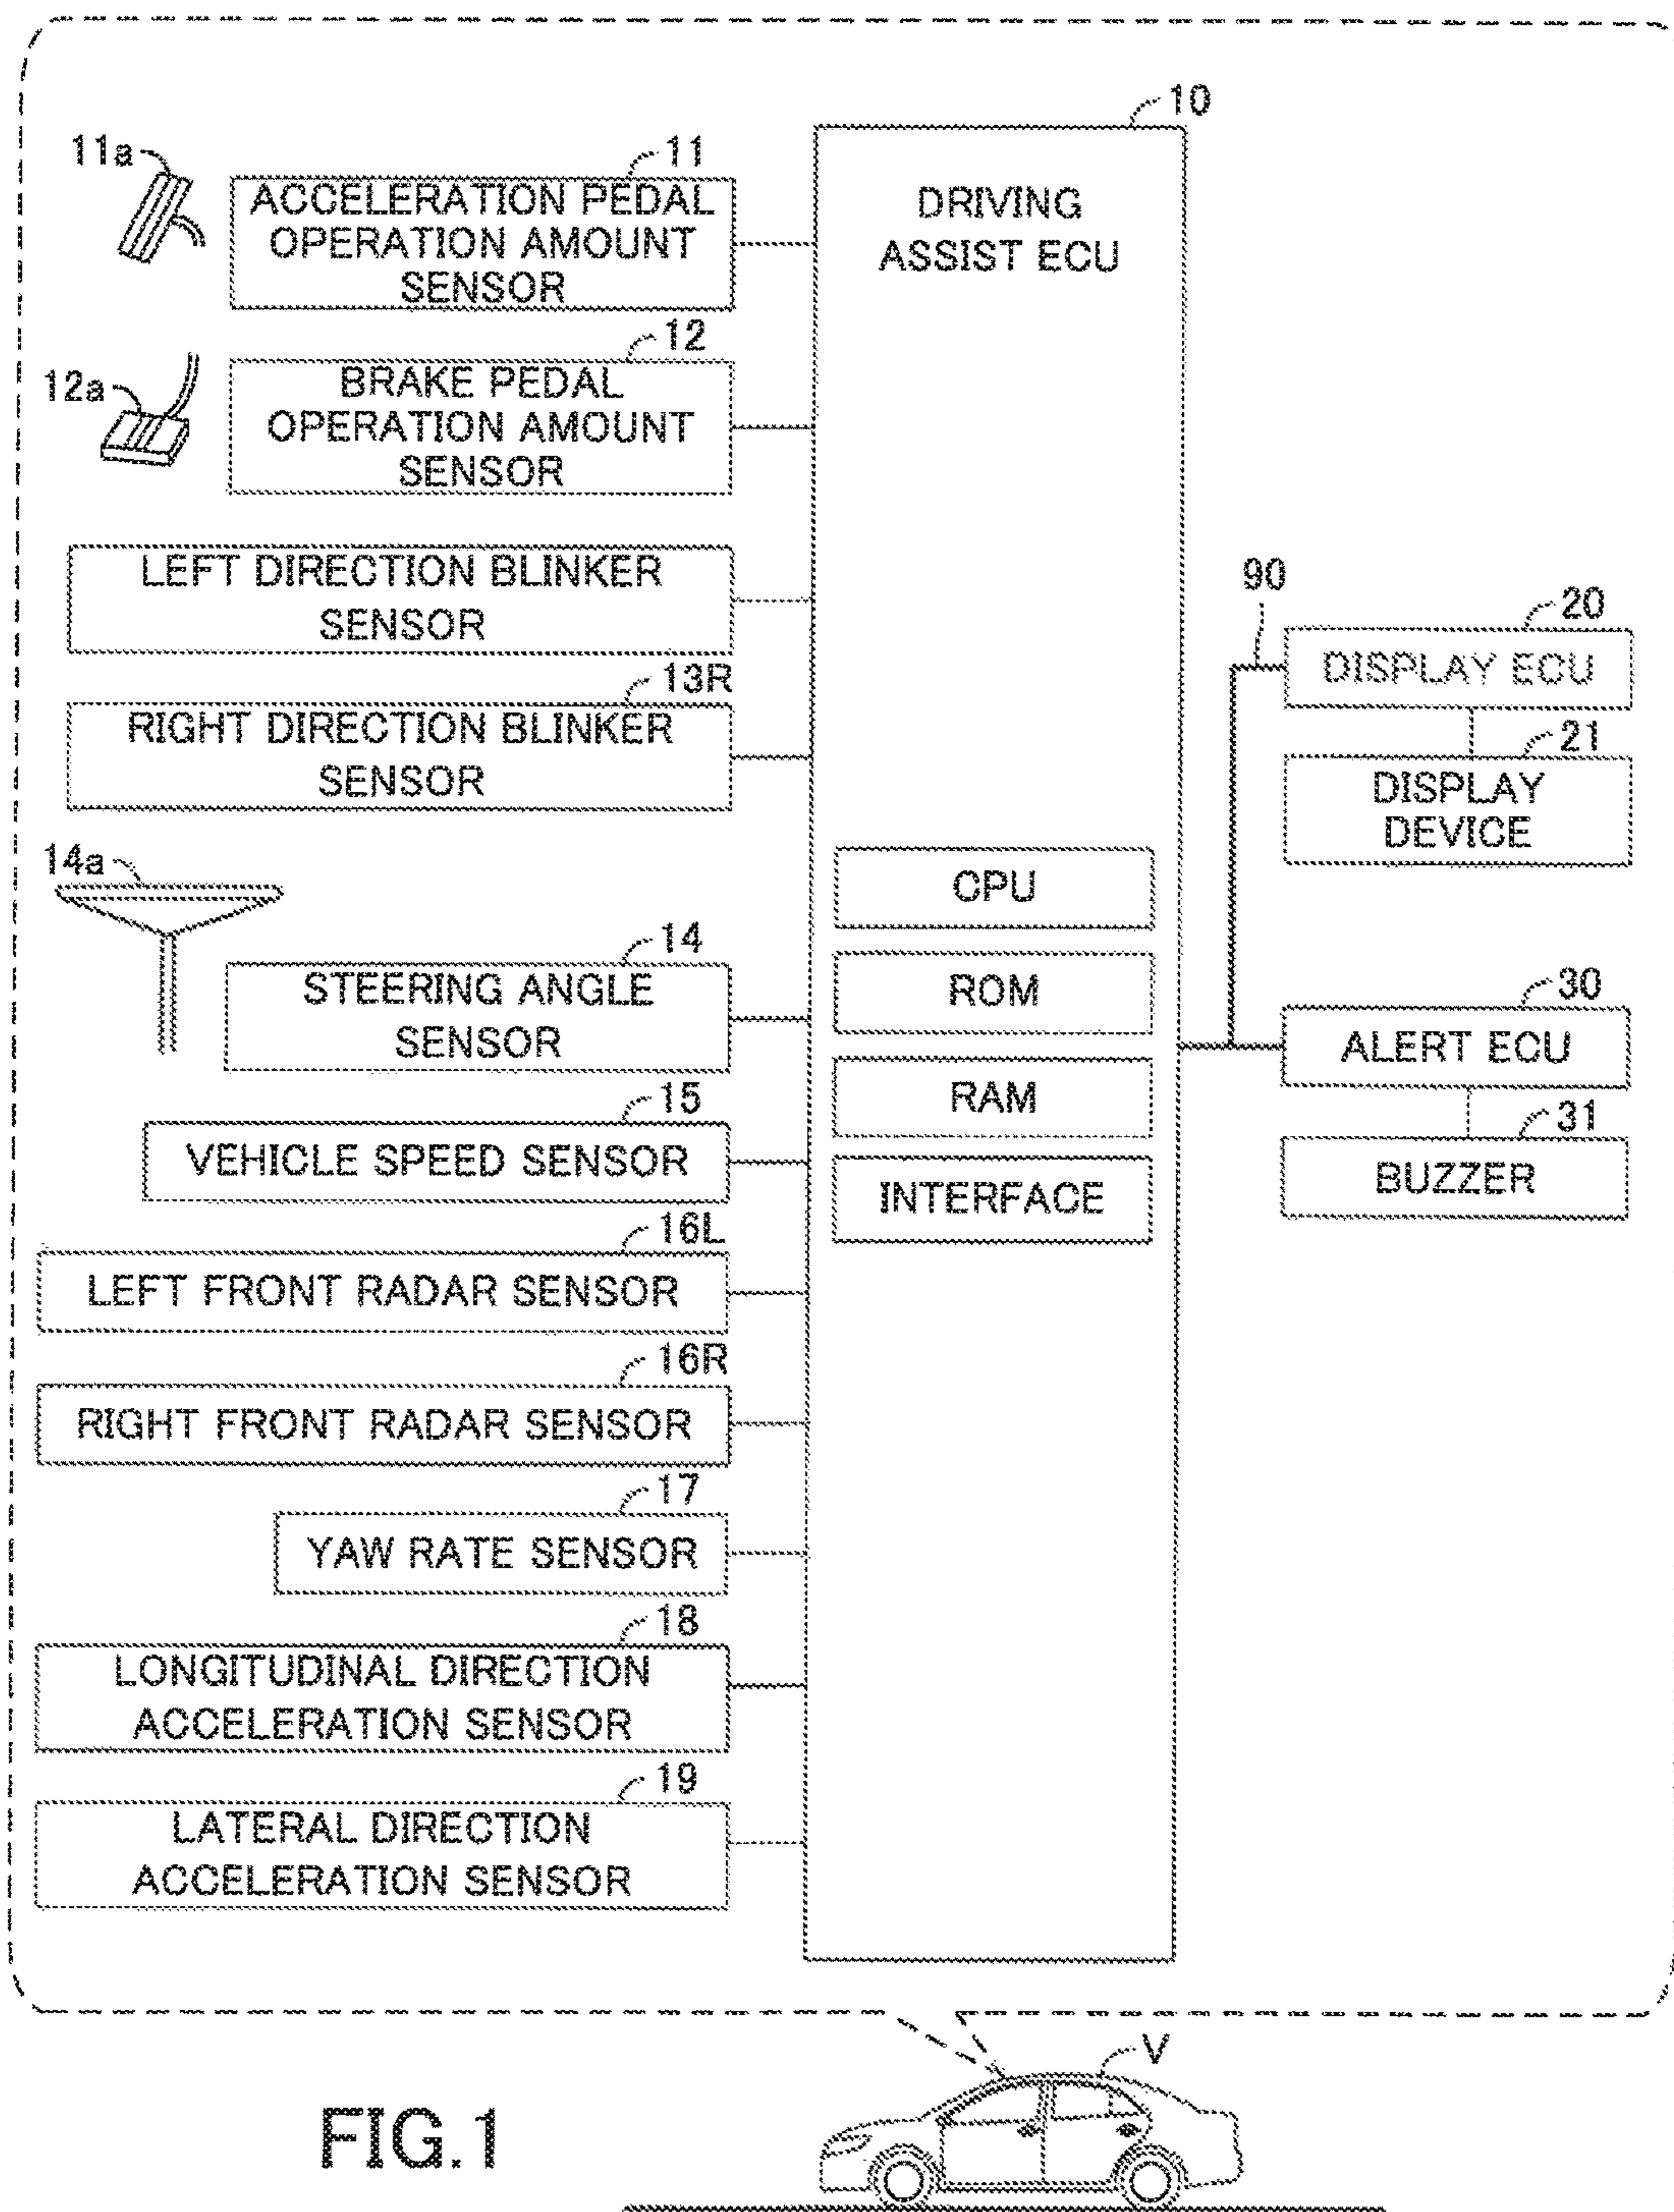 10
11a
11
ACCELERATION PEDAL
OPERATION AMOUNT
SENSOR
DRIVING
ASSIST ECU
12
12a
BRAKE PEDAL
OPERATION AMOUNT
SENSOR
LEFT DIRECTION BLINKER
SENSOR
13R
RIGHT DIRECTION BLINKER
SENSOR
90
20
DISPLAY ECU
21
DISPLAY
DEVICE
14a
14
STEERING ANGLE
SENSOR
CPU
ROM
RAM
INTERFACE
30
ALERT ECU
31
BUZZER
15
VEHICLE SPEED SENSOR
16L
LEFT FRONT RADAR SENSOR
16R
RIGHT FRONT RADAR SENSOR
17
YAW RATE SENSOR
18
LONGITUDINAL DIRECTION
ACCELERATION SENSOR
19
LATERAL DIRECTION
ACCELERATION SENSOR
V
FIG.1